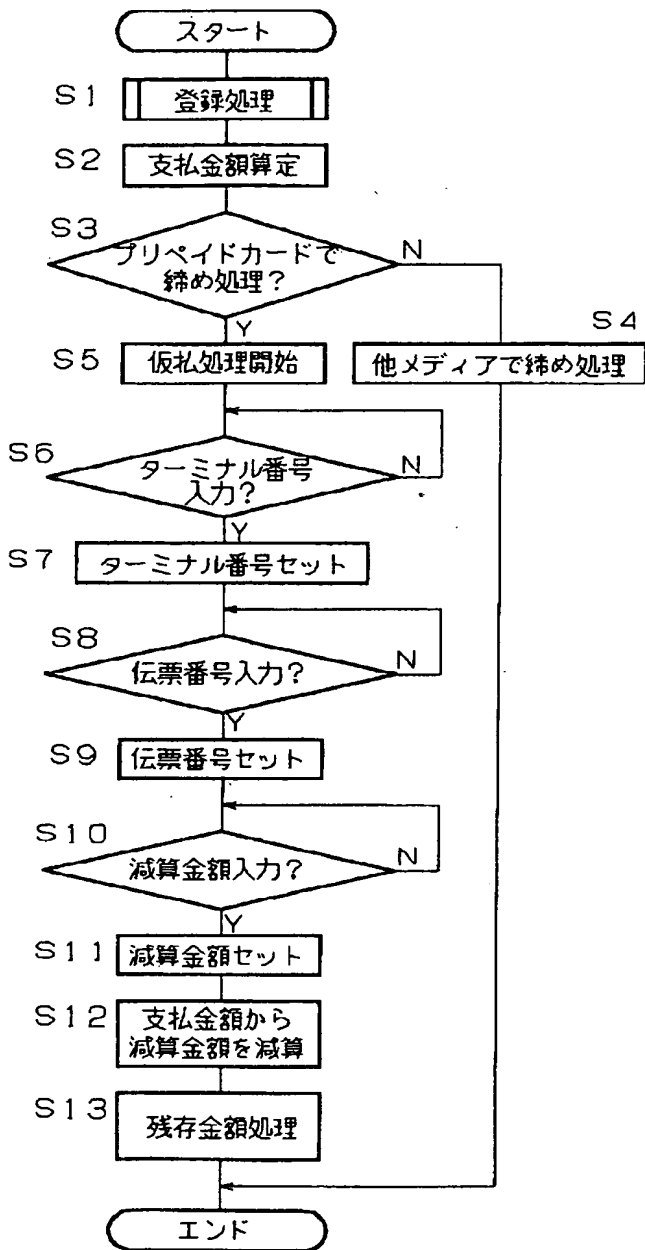 スタート
S1
登録処理
S2
支払金額算定
S3
プリペイドカードで
締め処理?
N
Y
S4
他メディアで締め処理
S5
仮払処理開始
S6
ターミナル番号
入力?
N
Y
S7
ターミナル番号セット
S8
伝票番号入力?
N
Y
S9
伝票番号セット
S10
減算金額入力?
N
Y
S11
減算金額セット
S12
支払金額から
減算金額を減算
S13
残存金額処理
エンド